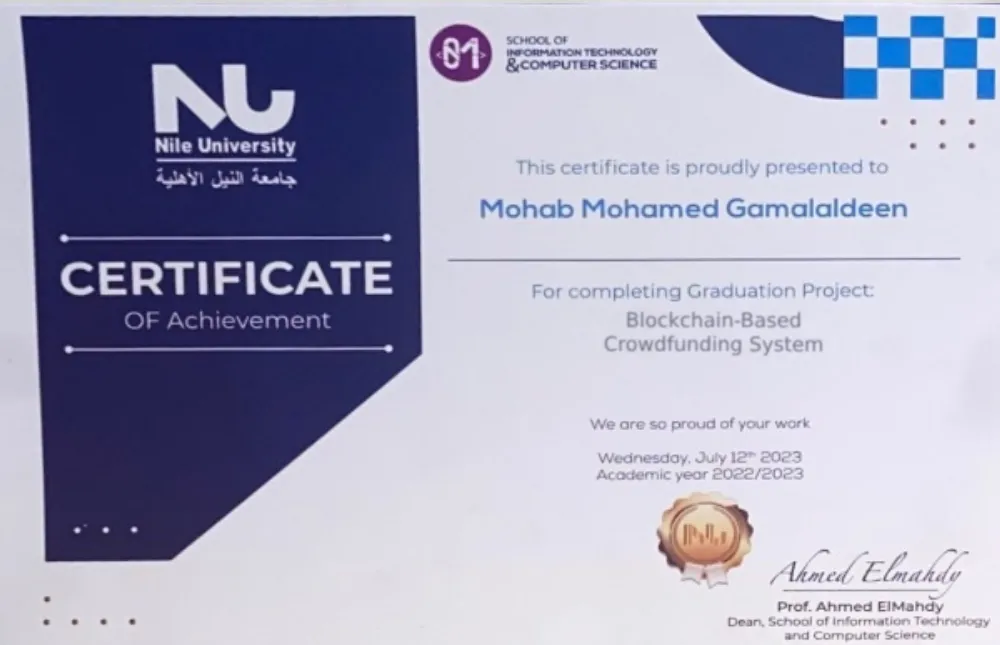 NU
Nile University
جامعة النيل الأهلية
CERTIFICATE
OF Achievement
SCHOOL OF
INFORMATION TECHNOLOGY
&COMPUTER SCIENCE
This certificate is proudly presented to
Mohab Mohamed Gamalaldeen
For completing Graduation Project:
Blockchain-Based
Crowdfunding System
We are so proud of your work
Wednesday, July 12th 2023
Academic year 2022/2023
Ahmed Elmahdy
Prof. Ahmed ElMahdy
Dean, School of Information Technology
and Computer Science